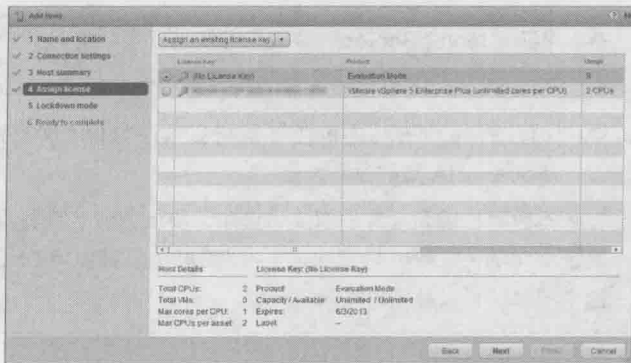 Add Host
1 Name and location
2 Connection settings
3 Host summary
4 Assign license
5 Lockdown mode
6 Ready to complete
Assign an existing license key
License Key
Product
Usage
(No License Key)
Evaluation Mode
VMware vSphere 5 Enterprise Plus (unlimited cores per CPU)
2 CPUs
Host Details
License Key: (No License Key)
Total CPUs: 2
Product
Evaluation Mode
Total VMs: 0
Capacity / Available
Unlimited / Unlimited
Max cores per CPU: 1
Expires:
6/3/2013
Max CPUs per asset: 2
Label:
--
Back
Next
Finish
Cancel